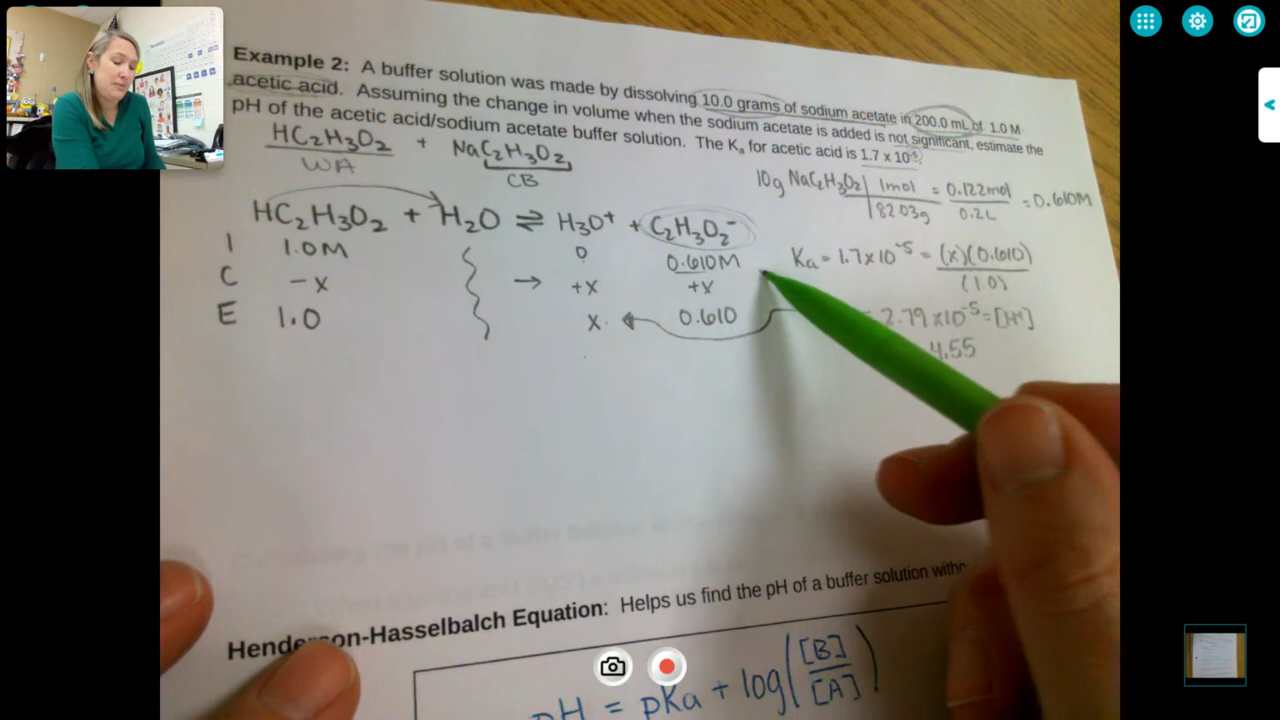 Example 2: A buffer solution was made by dissolving 10.0 grams of sodium acetate in 200.0 mL of 1.0 M
acetic acid. Assuming the change in volume when the sodium acetate is added is not significant, estimate the
pH of the acetic acid/sodium acetate buffer solution. The Ka for acetic acid is 1.7 x 10⁻⁵.
HC₂H₃O₂ + NaC₂H₃O₂
WA CB
10g NaC₂H₃O₂ | 1mol = 0.122mol = 0.610M
82.03g 0.2L
HC₂H₃O₂ + H₂O ⇌ H₃O⁺ + C₂H₃O₂⁻
I 1.0M 0 0.610M
C -x → +x +x
E 1.0 x 0.610
Ka = 1.7x10⁻⁵ = (x)(0.610)
(1.0)
= 2.79x10⁻⁵ = [H⁺]
4.55
Henderson-Hasselbalch Equation: Helps us find the pH of a buffer solution
pH = pKa + log([B]/[A])